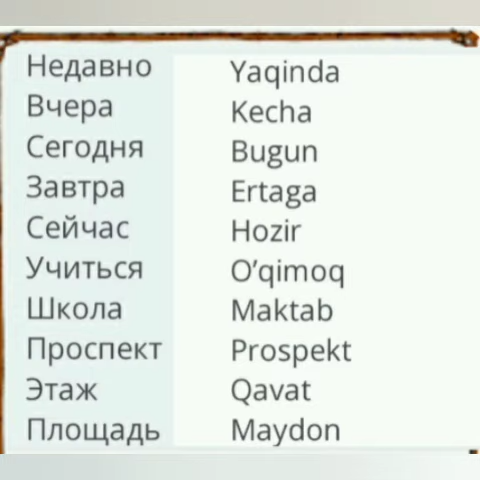 Недавно Yaqinda
Вчера Kecha
Сегодня Bugun
Завтра Ertaga
Сейчас Hozir
Учиться O'qimoq
Школа Maktab
Проспект Prospekt
Этаж Qavat
Площадь Maydon